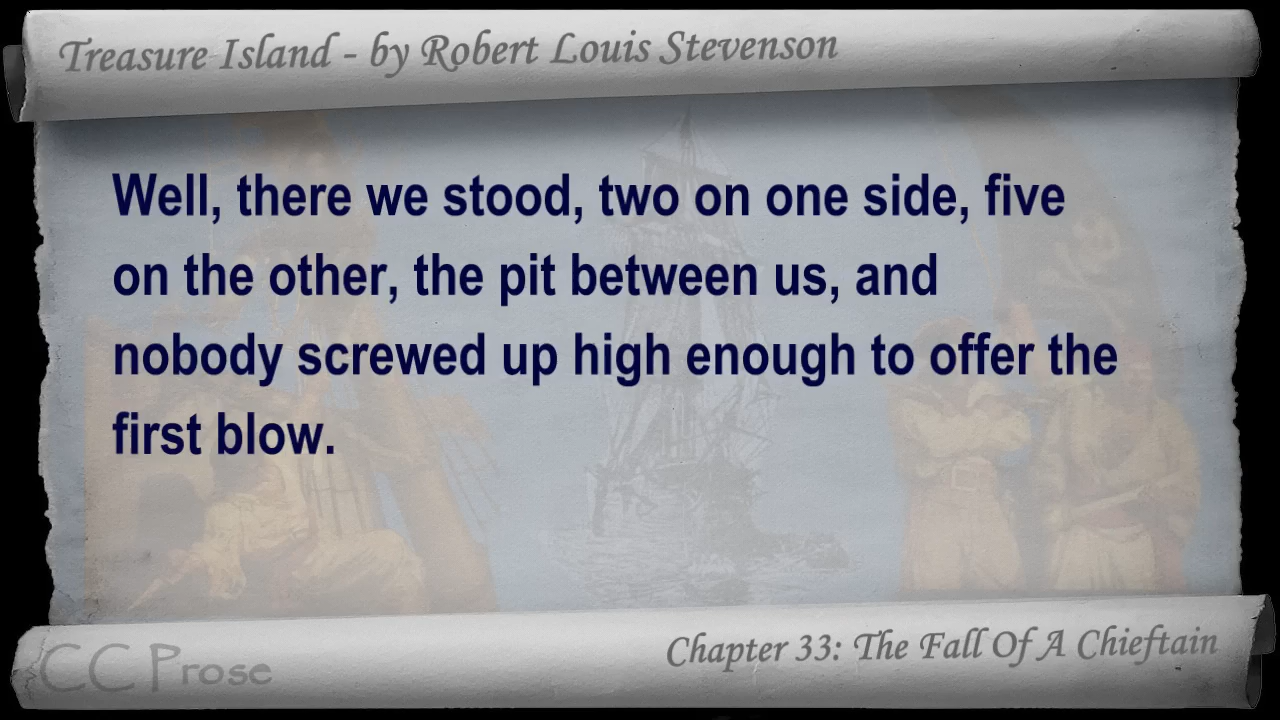 Treasure Island - by Robert Louis Stevenson
Well, there we stood, two on one side, five
on the other, the pit between us, and
nobody screwed up high enough to offer the
first blow.
CC Prose
Chapter 33: The Fall Of A Chieftain